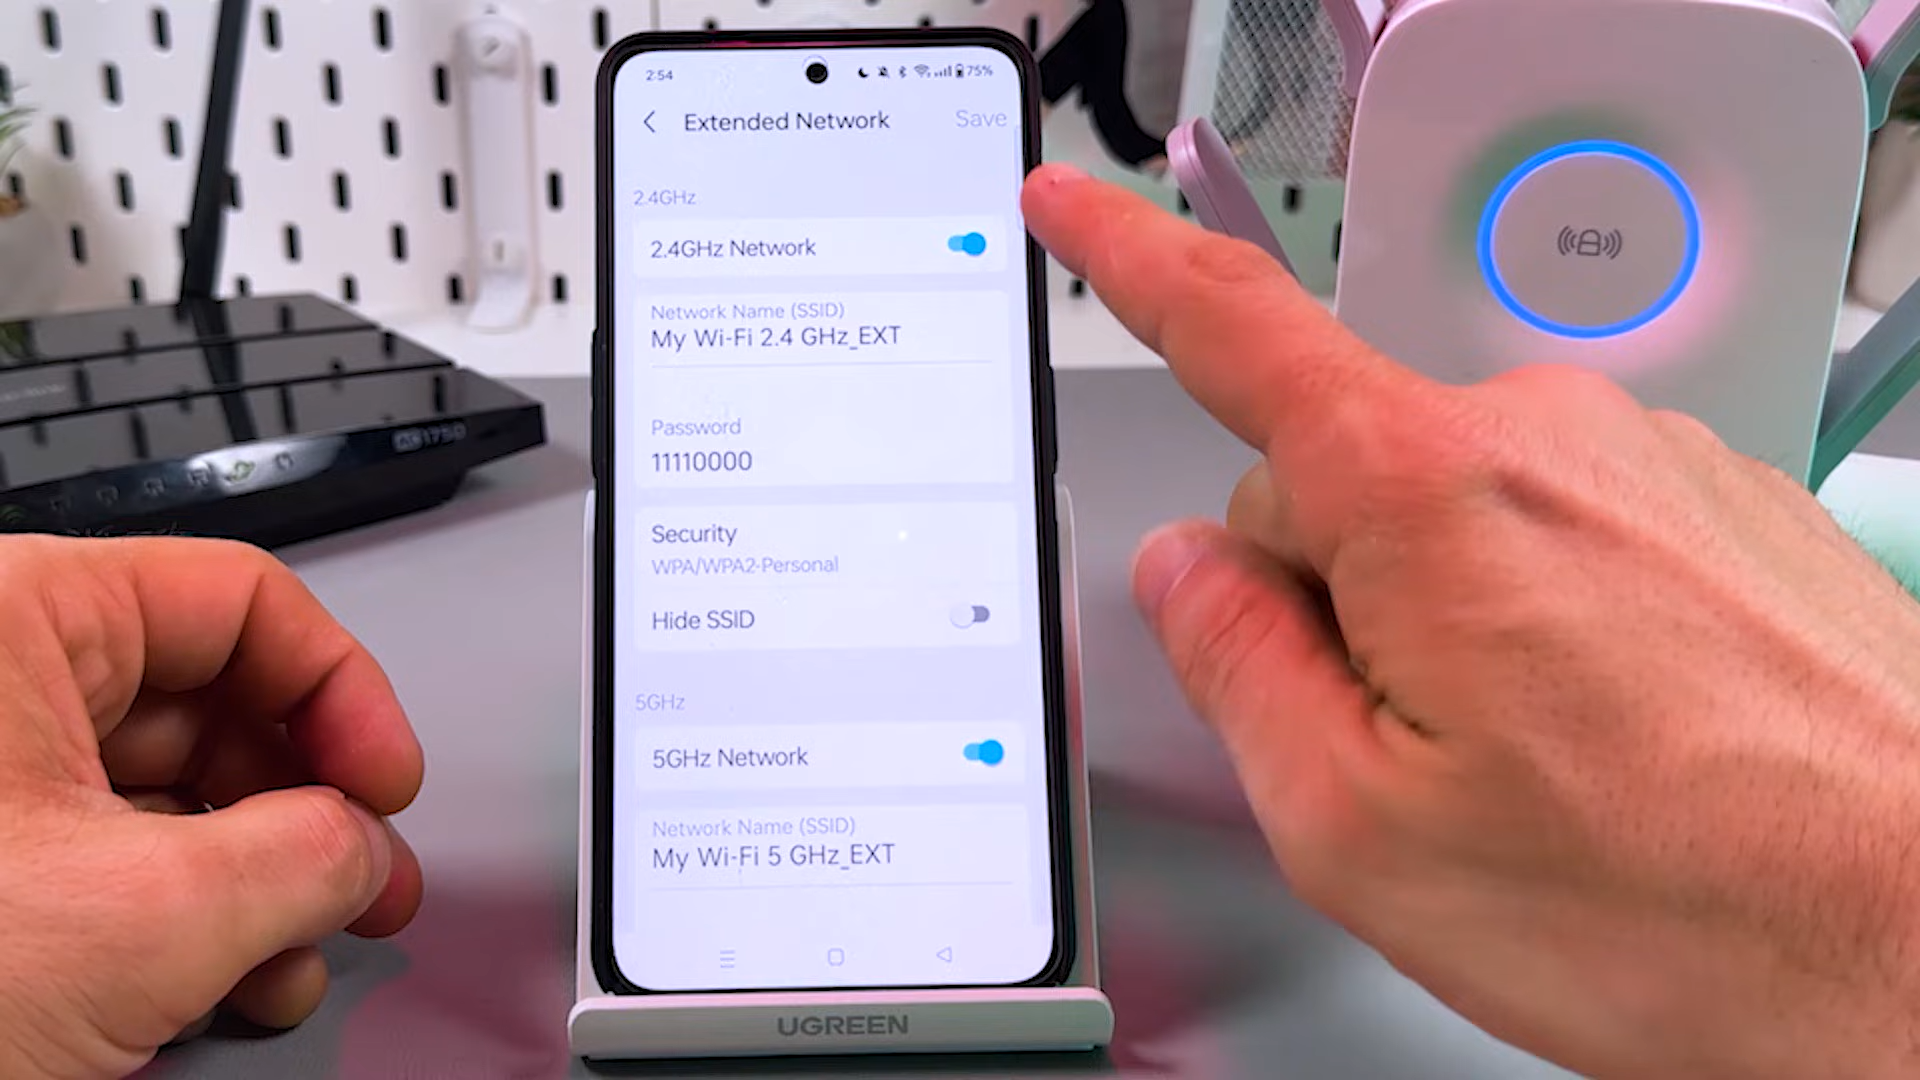 2:54
75%
Extended Network
Save
2.4GHz
2.4GHz Network
Network Name (SSID)
My Wi-Fi 2.4 GHz_EXT
Password
11110000
Security
WPA/WPA2-Personal
Hide SSID
5GHz
5GHz Network
Network Name (SSID)
My Wi-Fi 5 GHz_EXT
UGREEN
AC1750